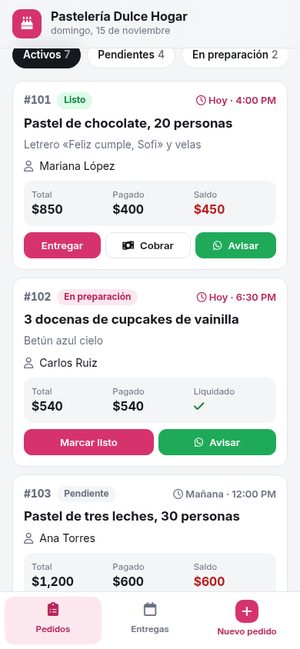 Pastelería Dulce Hogar
domingo, 15 de noviembre
Activos 7
Pendientes 4
En preparación 2
#101 Listo Hoy · 4:00 PM
Pastel de chocolate, 20 personas
Letrero «Feliz cumple, Sofi» y velas
Mariana López
Total Pagado Saldo
$850 $400 $450
Entregar Cobrar Avisar
#102 En preparación Hoy · 6:30 PM
3 docenas de cupcakes de vainilla
Betún azul cielo
Carlos Ruiz
Total Pagado Liquidado
$540 $540
Marcar listo Avisar
#103 Pendiente Mañana · 12:00 PM
Pastel de tres leches, 30 personas
Ana Torres
Total Pagado Saldo
$1,200 $600 $600
Pedidos Entregas Nuevo pedido